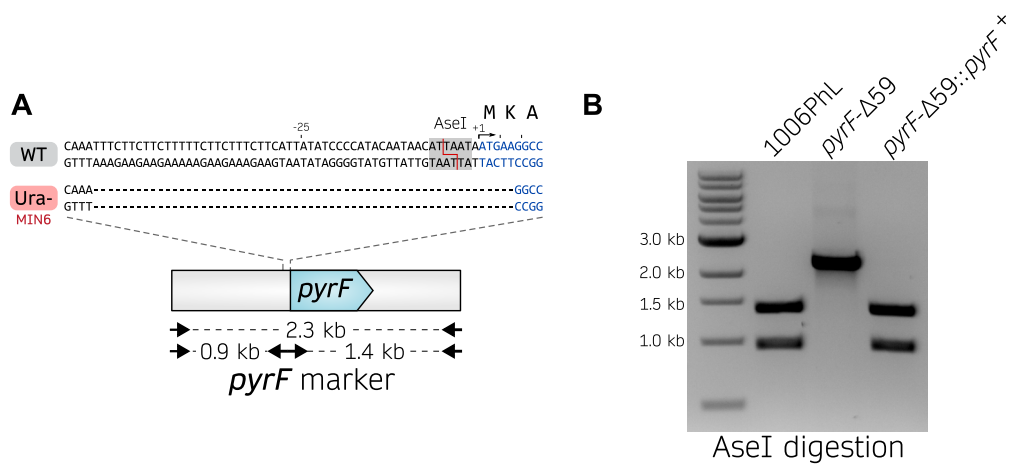 A
M K A
AseI
-25
+1
WT
CAAATTTCTTCTTCTTTTTCTTCTTTCTTCATTATATCCCCATACAATAACATTAATAATGAAGGCC
GTTTAAAGAAGAAGAAAAAGAAGAAAGAAGTAATATAGGGGTATGTTATTGTAATTATTACTTCCGG
Ura-
MIN6
CAAA GGCC
GTTT CCGG
pyrF
2.3 kb
0.9 kb 1.4 kb
pyrF marker
B
1006PhL
pyrF-Δ59
pyrF-Δ59::pyrF×
3.0 kb
2.0 kb
1.5 kb
1.0 kb
AseI digestion